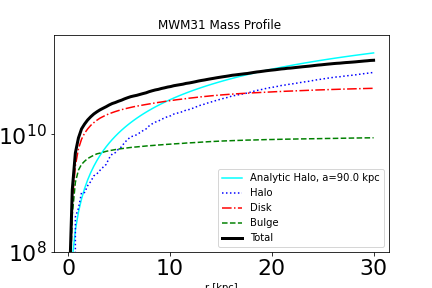 MWM31 Mass Profile
10^10
10^8
Analytic Halo, a=90.0 kpc
Halo
Disk
Bulge
Total
0 10 20 30
r [kpc]